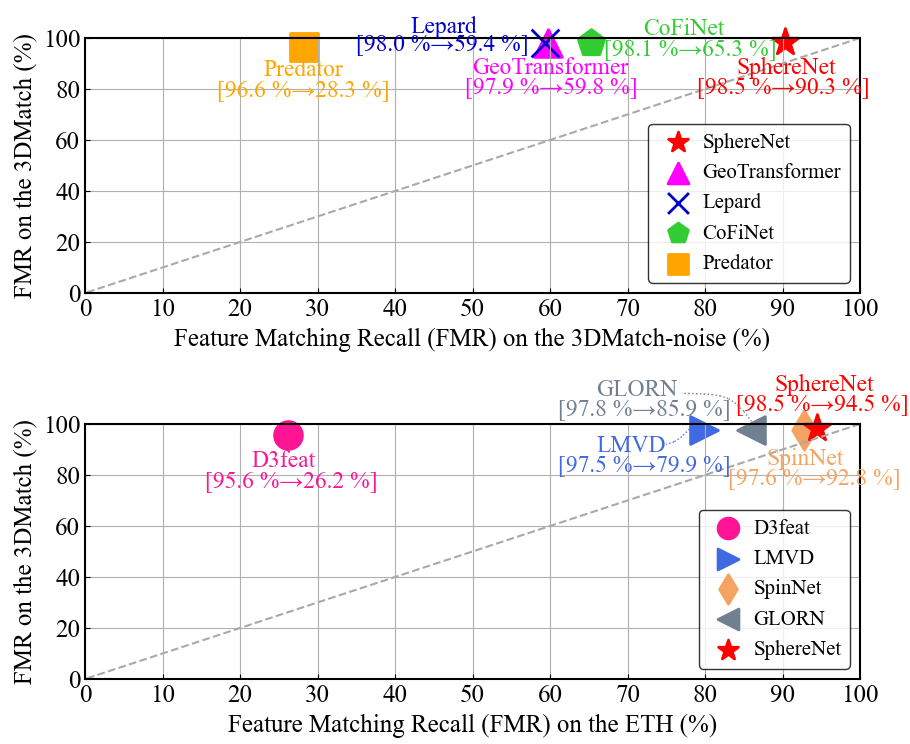 Lepard
[98.0 %→59.4 %]
CoFiNet
[98.1 %→65.3 %]
Predator
[96.6 %→28.3 %]
GeoTransformer
[97.9 %→59.8 %]
SphereNet
[98.5 %→90.3 %]
FMR on the 3DMatch (%)
100
80
60
40
20
0
SphereNet
GeoTransformer
Lepard
CoFiNet
Predator
0 10 20 30 40 50 60 70 80 90 100
Feature Matching Recall (FMR) on the 3DMatch-noise (%)
GLORN
[97.8 %→85.9 %]
SphereNet
[98.5 %→94.5 %]
LMVD
[97.5 %→79.9 %]
D3feat
[95.6 %→26.2 %]
SpinNet
[97.6 %→92.8 %]
FMR on the 3DMatch (%)
100
80
60
40
20
0
D3feat
LMVD
SpinNet
GLORN
SphereNet
0 10 20 30 40 50 60 70 80 90 100
Feature Matching Recall (FMR) on the ETH (%)